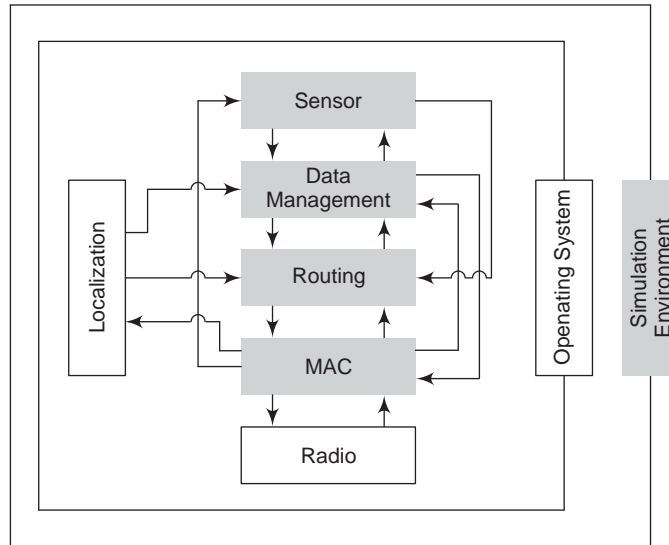 Sensor
Data
Management
Routing
MAC
Radio
Localization
Openating System
Simulation
Environment